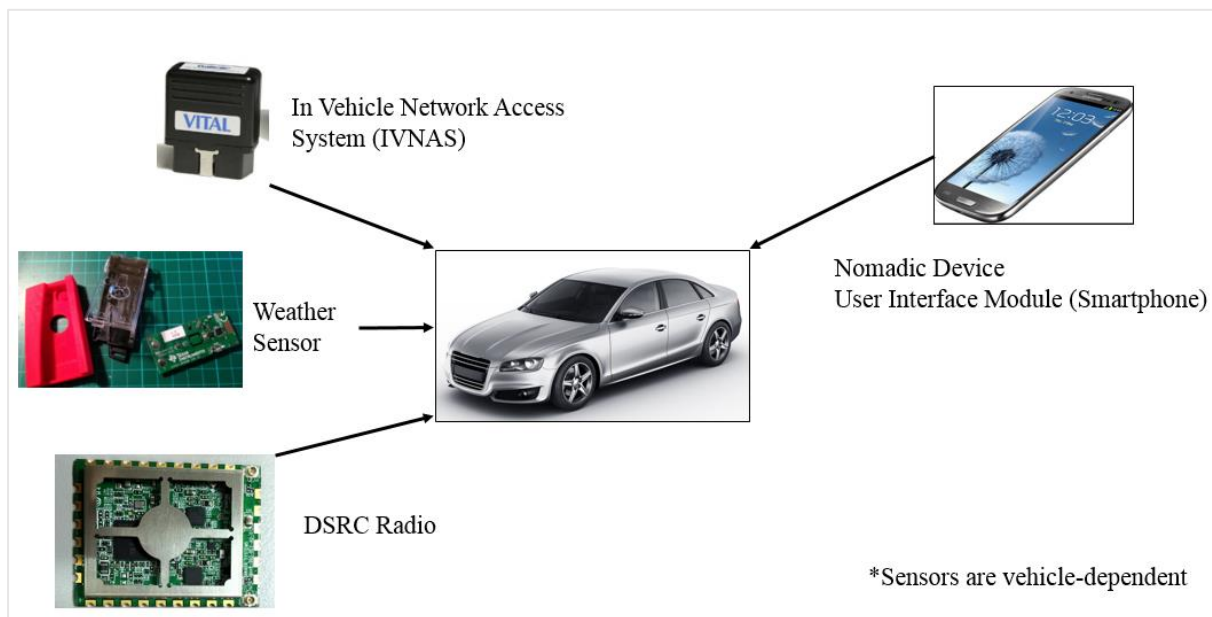 VITAL
In Vehicle Network Access
System (IVNAS)
12:03
Nomadic Device
User Interface Module (Smartphone)
Weather
Sensor
DSRC Radio
*Sensors are vehicle-dependent